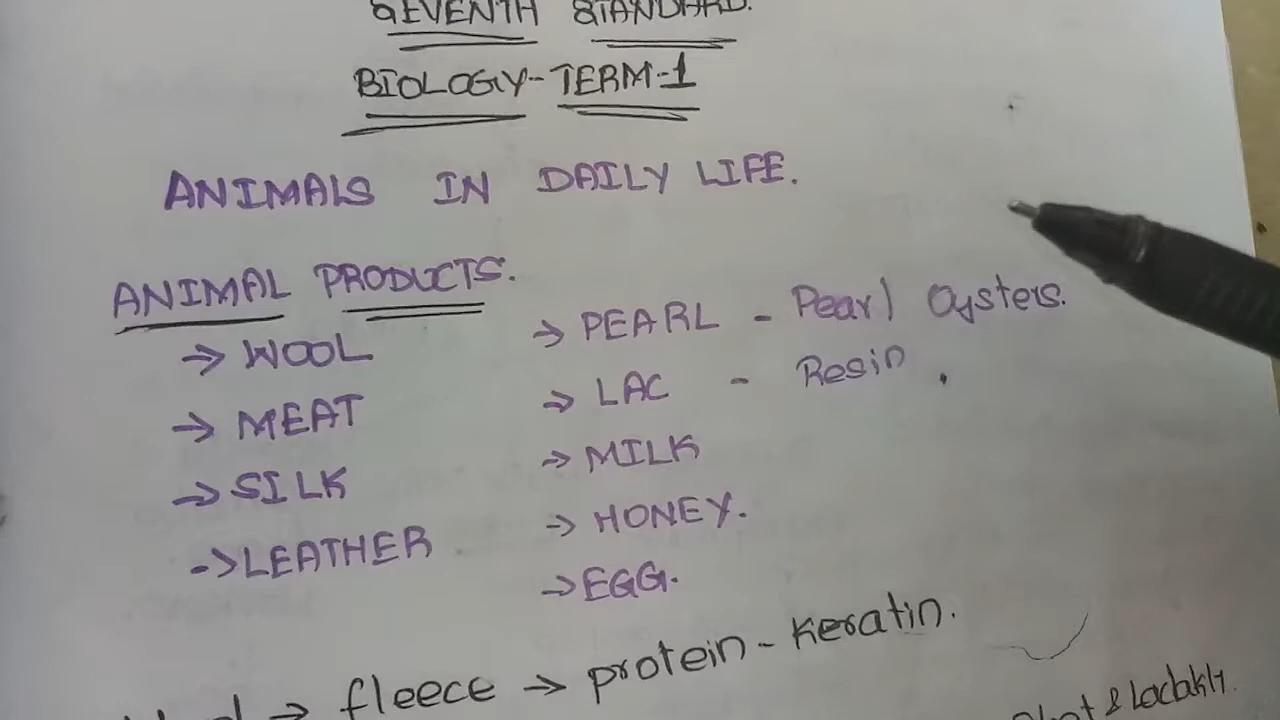 SEVENTH STANDARD.
BIOLOGY-TERM-1
ANIMALS IN DAILY LIFE.
ANIMAL PRODUCTS.
→ WOOL
→ MEAT
→ SILK
→ LEATHER
→ PEARL - Pearl Oysters.
→ LAC - Resin.
→ MILK
→ HONEY.
→ EGG.
→ fleece → protein - keratin.
& Ladakh.